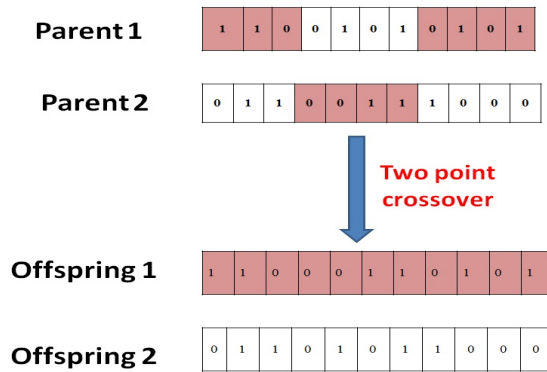 Parent 1 1 1 0 0 1 0 1 0 1 0 1
Parent 2 0 1 1 0 0 1 1 1 0 0 0
Two point
crossover
Offspring 1 1 1 0 0 0 1 1 0 1 0 1
Offspring 2 0 1 1 0 1 0 1 1 0 0 0